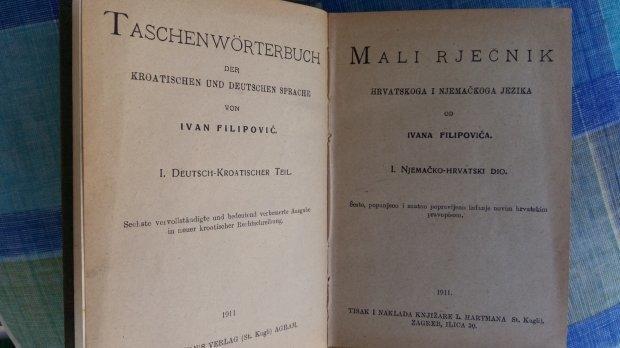 TASCHENWÖRTERBUCH
DER
KROATISCHEN UND DEUTSCHEN SPRACHE
VON
IVAN FILIPOVIĆ.
I. DEUTSCH-KROATISCHER TEIL.
Sechste vervollständigte und bedeutend verbesserte Ausgabe
in neuer kroatischer Rechtschreibung.
1911
VERLAG (St. Kugli) AGRAM.
MALI RJEČNIK
HRVATSKOGA I NJEMAČKOGA JEZIKA
OD
IVANA FILIPOVIĆA.
I. NJEMAČKO-HRVATSKI DIO.
Šesto, popunjeno i znatno popravljeno izdanje novim hrvatskim
pravopisom.
1911.
TISAK I NAKLADA KNJIŽARE L. HARTMANA (St. Kugli).
ZAGREB, ILICA 30.